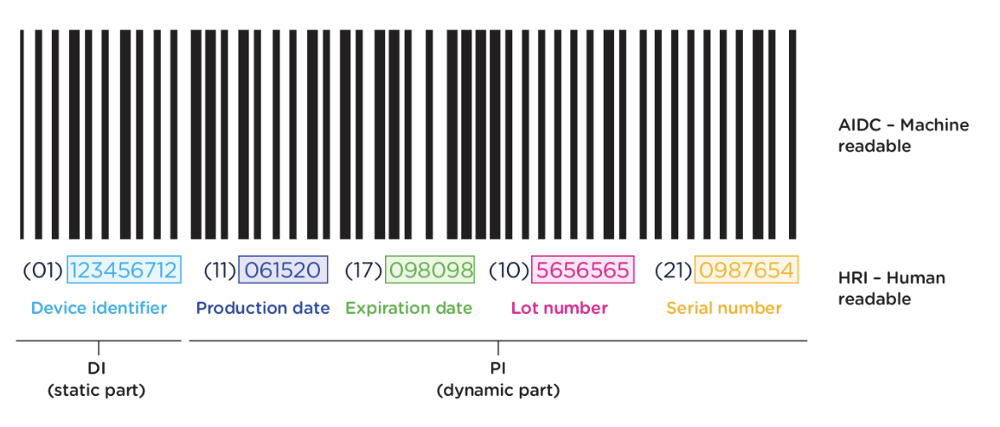 AIDC – Machine
readable
(01) 123456712 (11) 061520 (17) 098098 (10) 5656565 (21) 0987654
Device identifier Production date Expiration date Lot number Serial number
HRI – Human
readable
DI
(static part)
PI
(dynamic part)